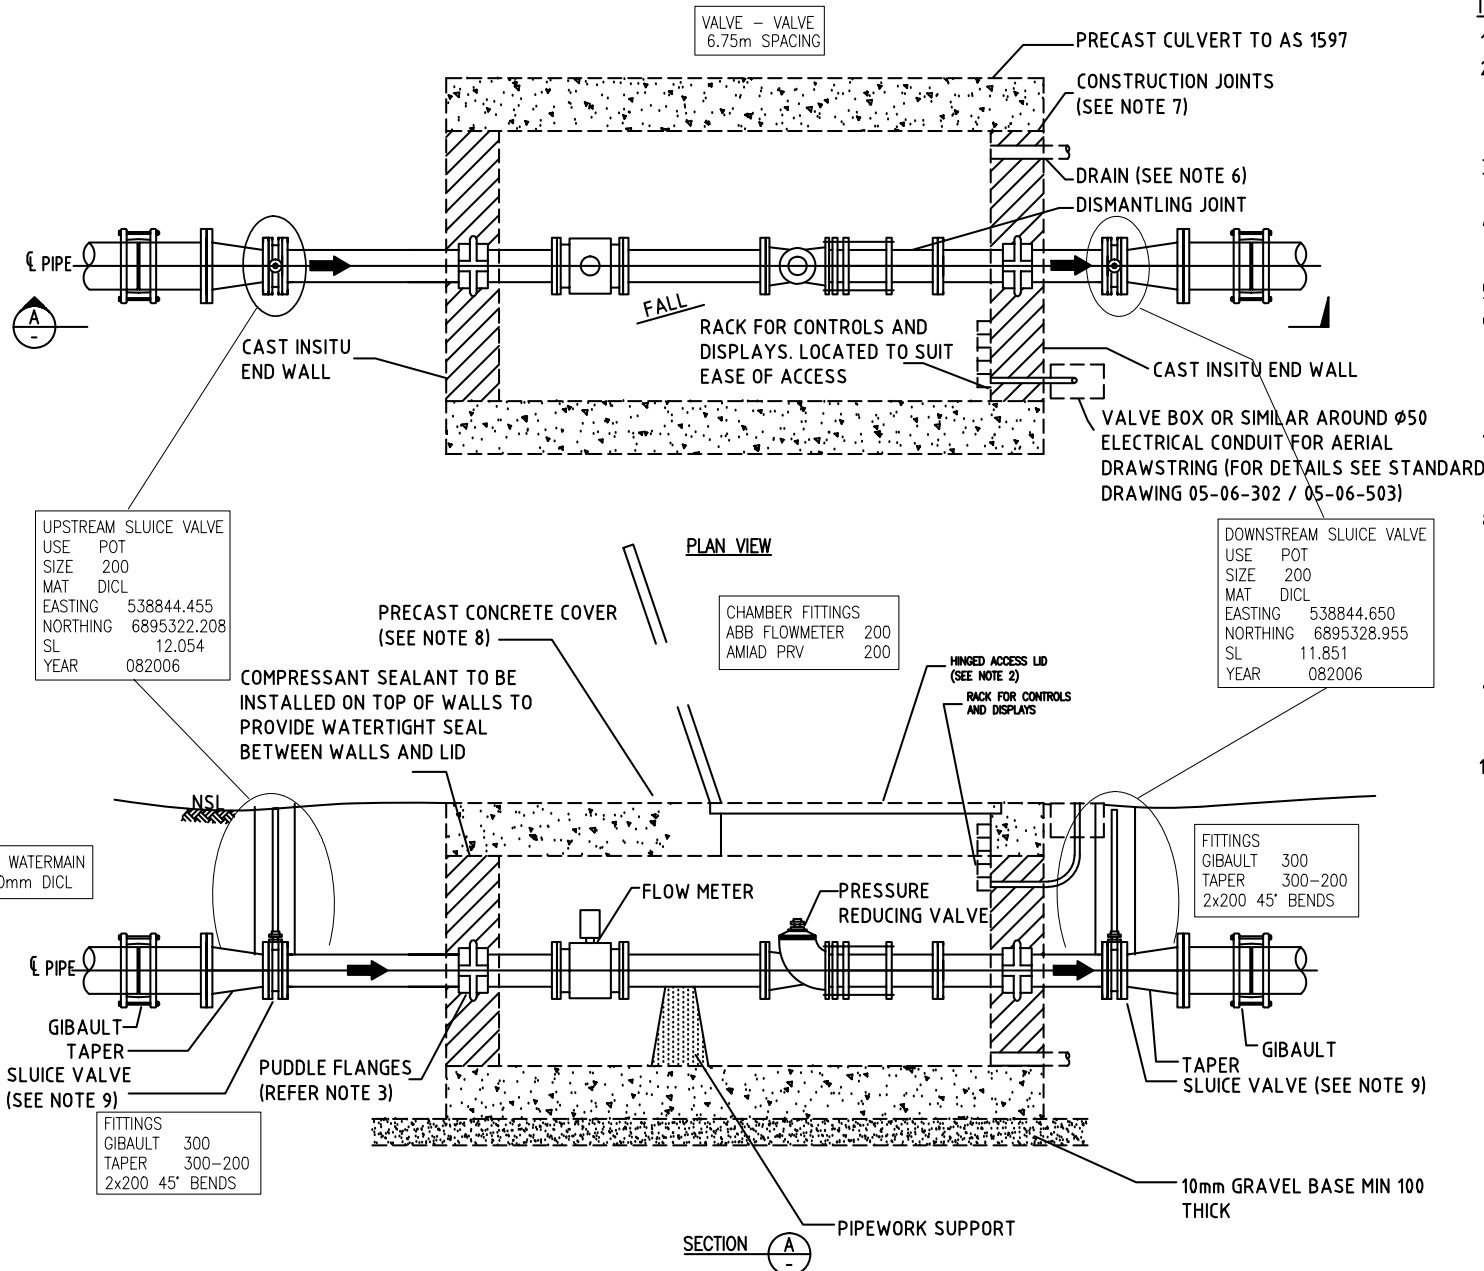 VALVE - VALVE
6.75m SPACING
PRECAST CULVERT TO AS 1597
CONSTRUCTION JOINTS
(SEE NOTE 7)
DRAIN (SEE NOTE 6)
DISMANTLING JOINT
℄ PIPE
A
-
FALL
CAST INSITU
END WALL
RACK FOR CONTROLS AND
DISPLAYS. LOCATED TO SUIT
EASE OF ACCESS
CAST INSITU END WALL
VALVE BOX OR SIMILAR AROUND Ø50
ELECTRICAL CONDUIT FOR AERIAL
DRAWSTRING (FOR DETAILS SEE STANDARD
DRAWING 05-06-302 / 05-06-503)
UPSTREAM SLUICE VALVE
USE POT
SIZE 200
MAT DICL
EASTING 538844.455
NORTHING 6895322.208
SL 12.054
YEAR 082006
PLAN VIEW
DOWNSTREAM SLUICE VALVE
USE POT
SIZE 200
MAT DICL
EASTING 538844.650
NORTHING 6895328.955
SL 11.851
YEAR 082006
PRECAST CONCRETE COVER
(SEE NOTE 8)
CHAMBER FITTINGS
ABB FLOWMETER 200
AMIAD PRV 200
HINGED ACCESS LID
(SEE NOTE 2)
RACK FOR CONTROLS
AND DISPLAYS
COMPRESSANT SEALANT TO BE
INSTALLED ON TOP OF WALLS TO
PROVIDE WATERTIGHT SEAL
BETWEEN WALLS AND LID
NSL
WATERMAIN
0mm DICL
FITTINGS
GIBAULT 300
TAPER 300-200
2x200 45° BENDS
FLOW METER
PRESSURE
REDUCING VALVE
℄ PIPE
GIBAULT
TAPER
SLUICE VALVE
(SEE NOTE 9)
PUDDLE FLANGES
(REFER NOTE 3)
GIBAULT
TAPER
SLUICE VALVE (SEE NOTE 9)
FITTINGS
GIBAULT 300
TAPER 300-200
2x200 45° BENDS
10mm GRAVEL BASE MIN 100
THICK
PIPEWORK SUPPORT
SECTION A
-